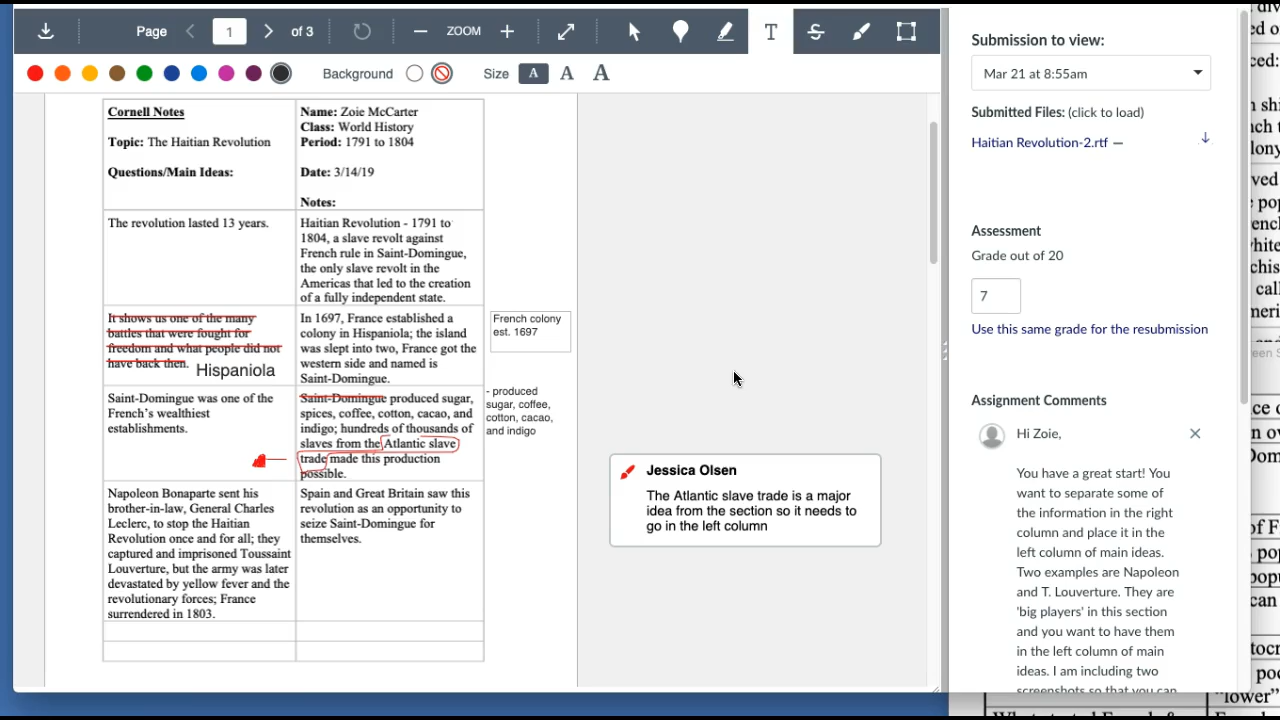 Page
1
of 3
ZOOM
T
S
Background
Size
A
A
A
Cornell Notes
Topic: The Haitian Revolution
Questions/Main Ideas:
Name: Zoie McCarter
Class: World History
Period: 1791 to 1804
Date: 3/14/19
Notes:
The revolution lasted 13 years.
Haitian Revolution - 1791 to
1804, a slave revolt against
French rule in Saint-Domingue,
the only slave revolt in the
Americas that led to the creation
of a fully independent state.
It shows us one of the many
battles that were fought for
freedom and what people did not
have back then.
Hispaniola
In 1697, France established a
colony in Hispaniola; the island
was slept into two, France got the
western side and named is
Saint-Domingue.
French colony
est. 1697
Saint-Domingue was one of the
French's wealthiest
establishments.
Saint-Domingue produced sugar,
spices, coffee, cotton, cacao, and
indigo; hundreds of thousands of
slaves from the Atlantic slave
trade made this production
possible.
- produced
sugar, coffee,
cotton, cacao,
and indigo
Napoleon Bonaparte sent his
brother-in-law, General Charles
Leclerc, to stop the Haitian
Revolution once and for all; they
captured and imprisoned Toussaint
Louverture, but the army was later
devastated by yellow fever and the
revolutionary forces; France
surrendered in 1803.
Spain and Great Britain saw this
revolution as an opportunity to
seize Saint-Domingue for
themselves.
Jessica Olsen
The Atlantic slave trade is a major
idea from the section so it needs to
go in the left column
Submission to view:
Mar 21 at 8:55am
Submitted Files: (click to load)
Haitian Revolution-2.rtf
Assessment
Grade out of 20
7
Use this same grade for the resubmission
Assignment Comments
Hi Zoie,
You have a great start! You
want to separate some of
the information in the right
column and place it in the
left column of main ideas.
Two examples are Napoleon
and T. Louverture. They are
'big players' in this section
and you want to have them
in the left column of main
ideas. I am including two
screenshots so that you can
"lower"